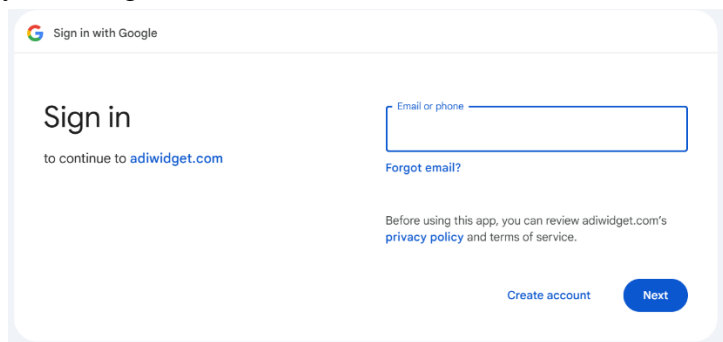 Sign in with Google
Sign in
to continue to adiwidget.com
Email or phone
Forgot email?
Before using this app, you can review adiwidget.com's
privacy policy and terms of service.
Create account
Next